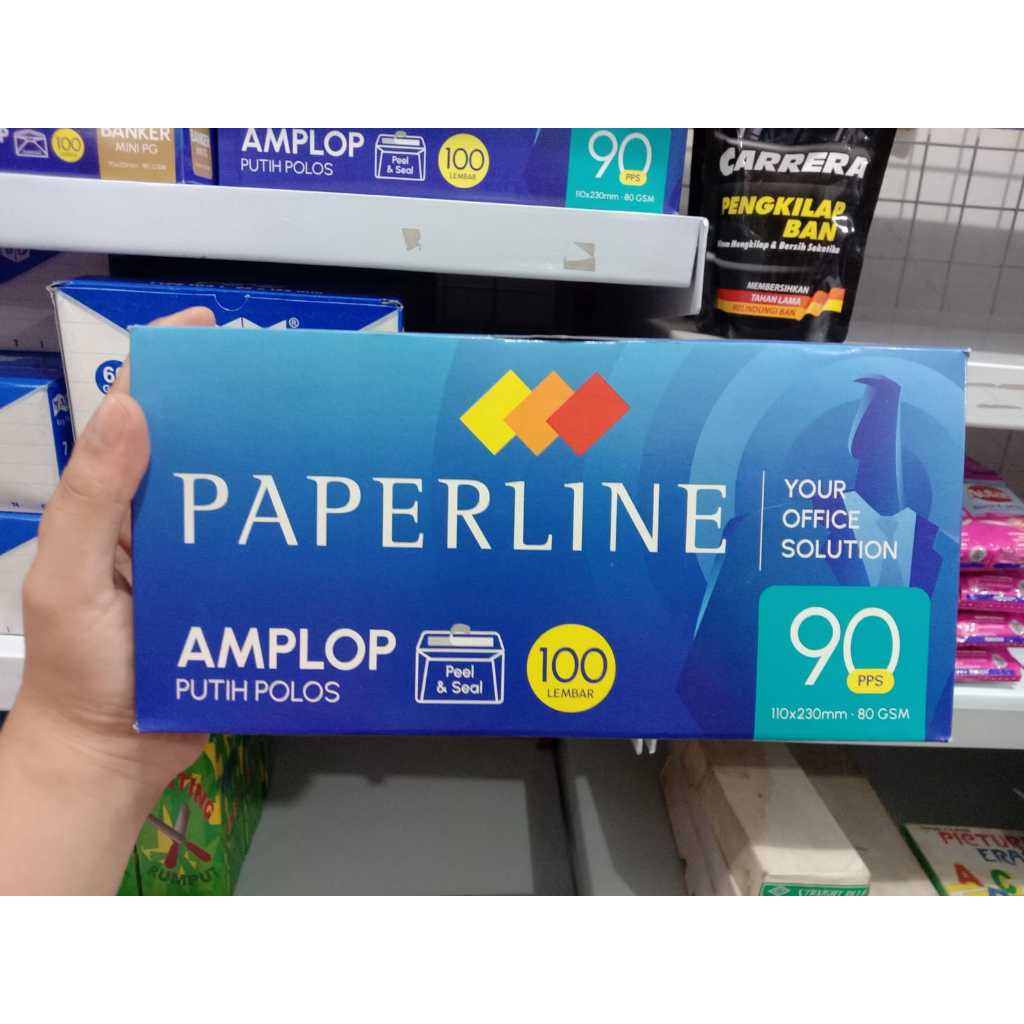 BANKER
MINI PG
100
AMPLOP
PUTIH POLOS
Peel
& Seal
100
LEMBAR
90
PPS
110x230mm · 80 GSM
CARRERA
PENGKILAP
BAN
MEMBERSIHKAN
TAHAN LAMA
PAPERLINE
YOUR
OFFICE
SOLUTION
AMPLOP
PUTIH POLOS
Peel
& Seal
100
LEMBAR
90
PPS
110x230mm · 80 GSM
RUMPUT